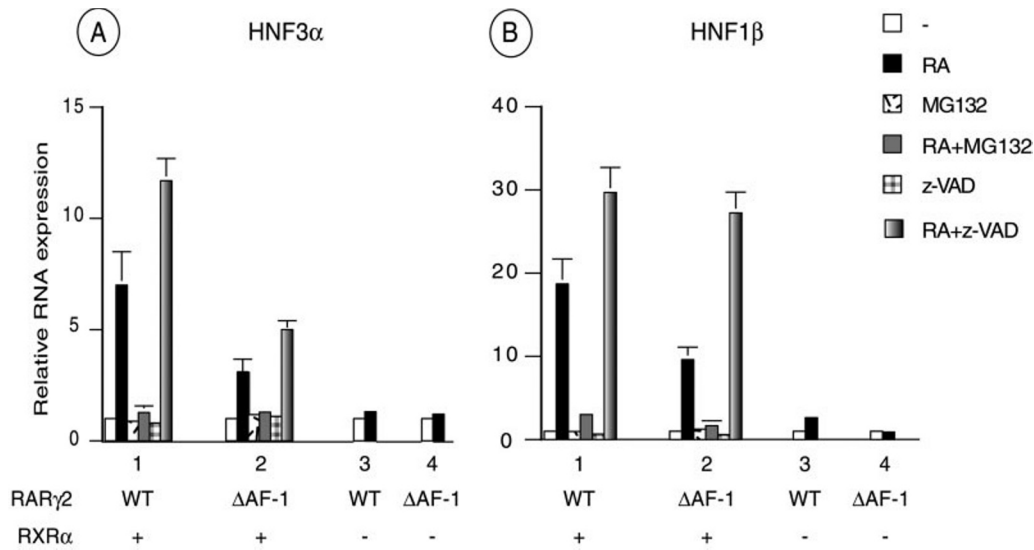 A HNF3α
B HNF1β
-
RA
MG132
RA+MG132
z-VAD
RA+z-VAD
Relative RNA expression
15
10
5
0
40
30
20
10
0
1 2 3 4
1 2 3 4
RARγ2 WT ΔAF-1 WT ΔAF-1 WT ΔAF-1 WT ΔAF-1
RXRα + + - - + + - -